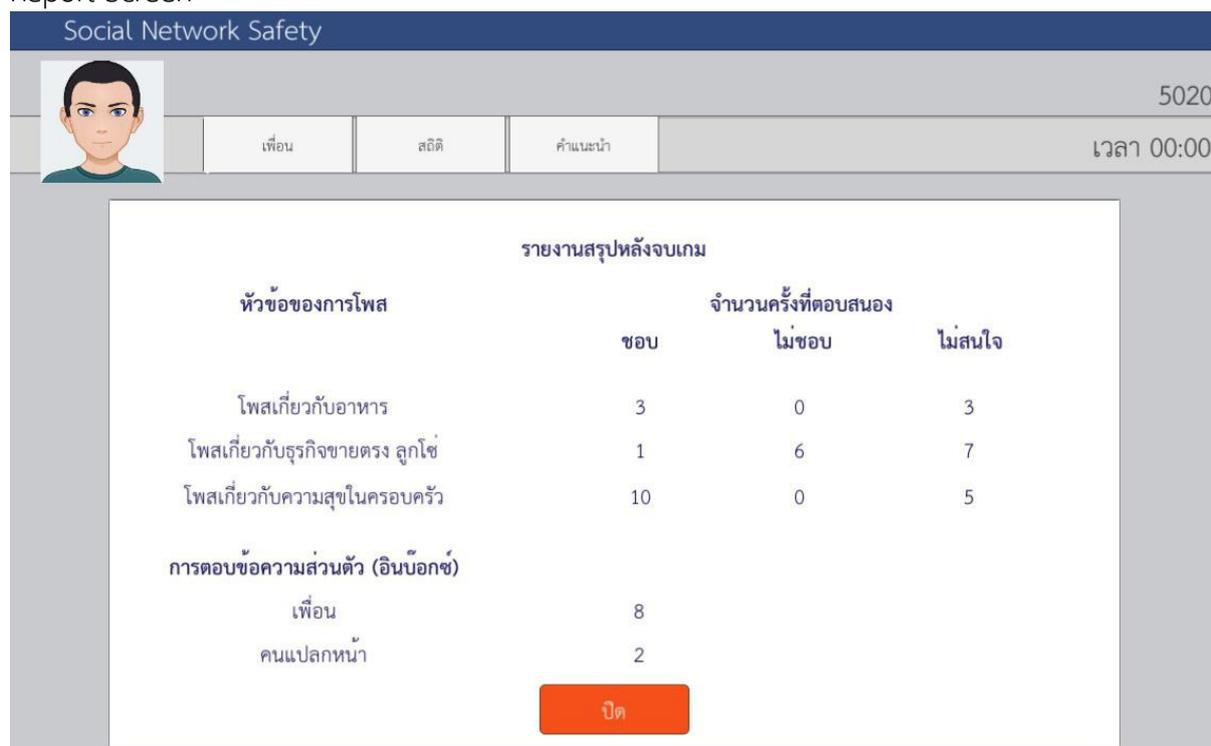 Report Screen
Social Network Safety
5020
เพื่อน สถิติ คำแนะนำ เวลา 00:00
รายงานสรุปหลังจบเกม
หัวข้อของการโพส จำนวนครั้งที่ตอบสนอง
ชอบ ไม่ชอบ ไม่สนใจ
โพสเกี่ยวกับอาหาร 3 0 3
โพสเกี่ยวกับธุรกิจขายตรง ลูกโซ่ 1 6 7
โพสเกี่ยวกับความสุขในครอบครัว 10 0 5
การตอบข้อความส่วนตัว (อินบ๊อกซ์)
เพื่อน 8
คนแปลกหน้า 2
ปิด